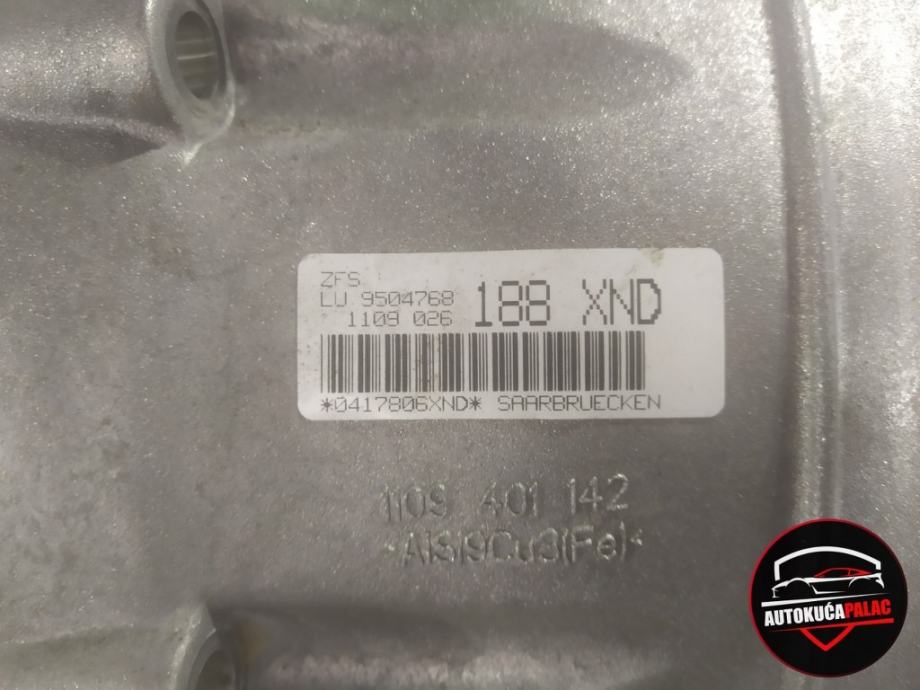 ZFS
LU 9504768 188 XND
1109 026
*0417806XND* SAARBRUECKEN
1109 401 142
*AlSi9Cu3(Fe)*
AUTOKUĆAPALAC